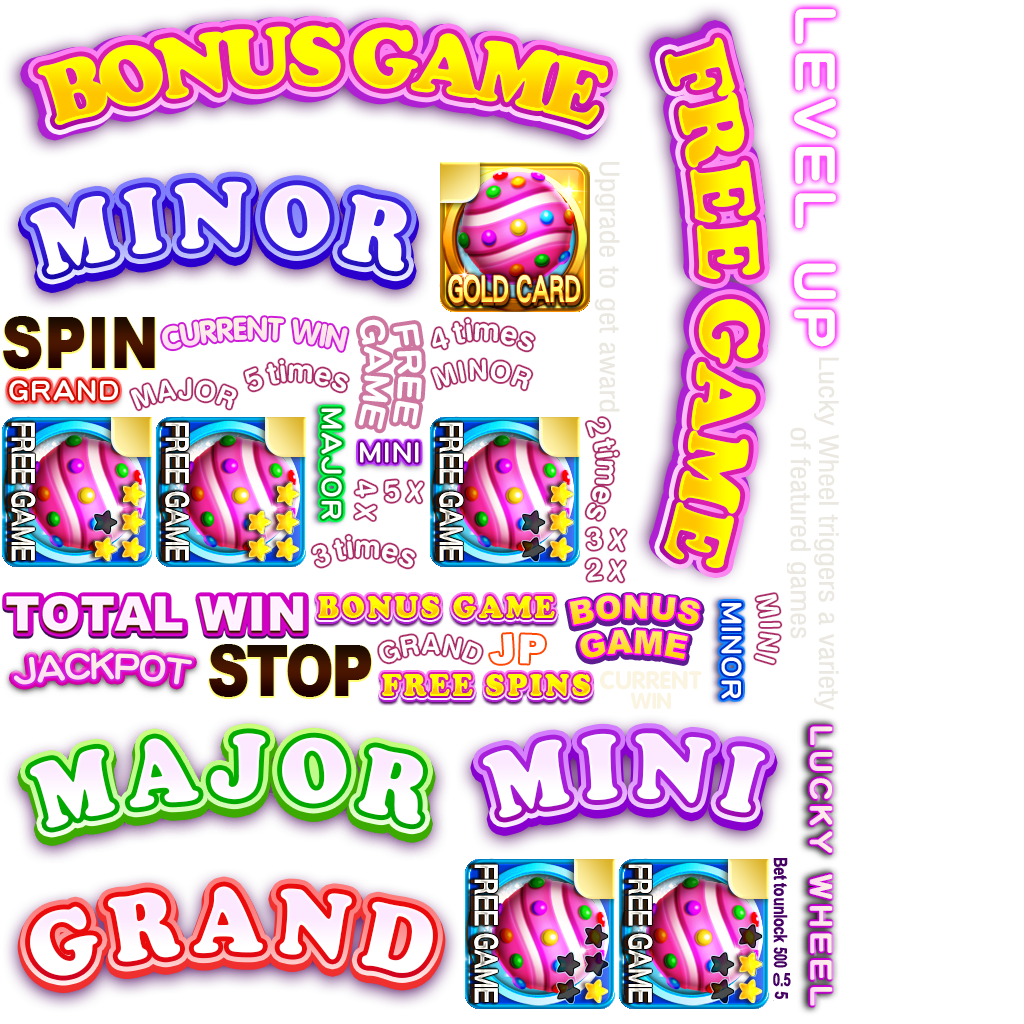 BONUS GAME
FREE GAME
LEVEL UP
MINOR
GOLD CARD
Upgrade to get award
SPIN
CURRENT WIN
FREE
GAME
4 times
GRAND
MAJOR
5 times
MINOR
Lucky Wheel triggers a variety
of featured games
FREE GAME
FREE GAME
MAJOR
MINI
4 X
5 X
FREE GAME
2 times
3 X
2 X
3 times
TOTAL WIN
BONUS GAME
BONUS
GAME
MINOR
MINI
JACKPOT
STOP
GRAND
JP
FREE SPINS
CURRENT
WIN
MAJOR
MINI
LUCKY WHEEL
GRAND
FREE GAME
FREE GAME
Bet to unlock 500
5